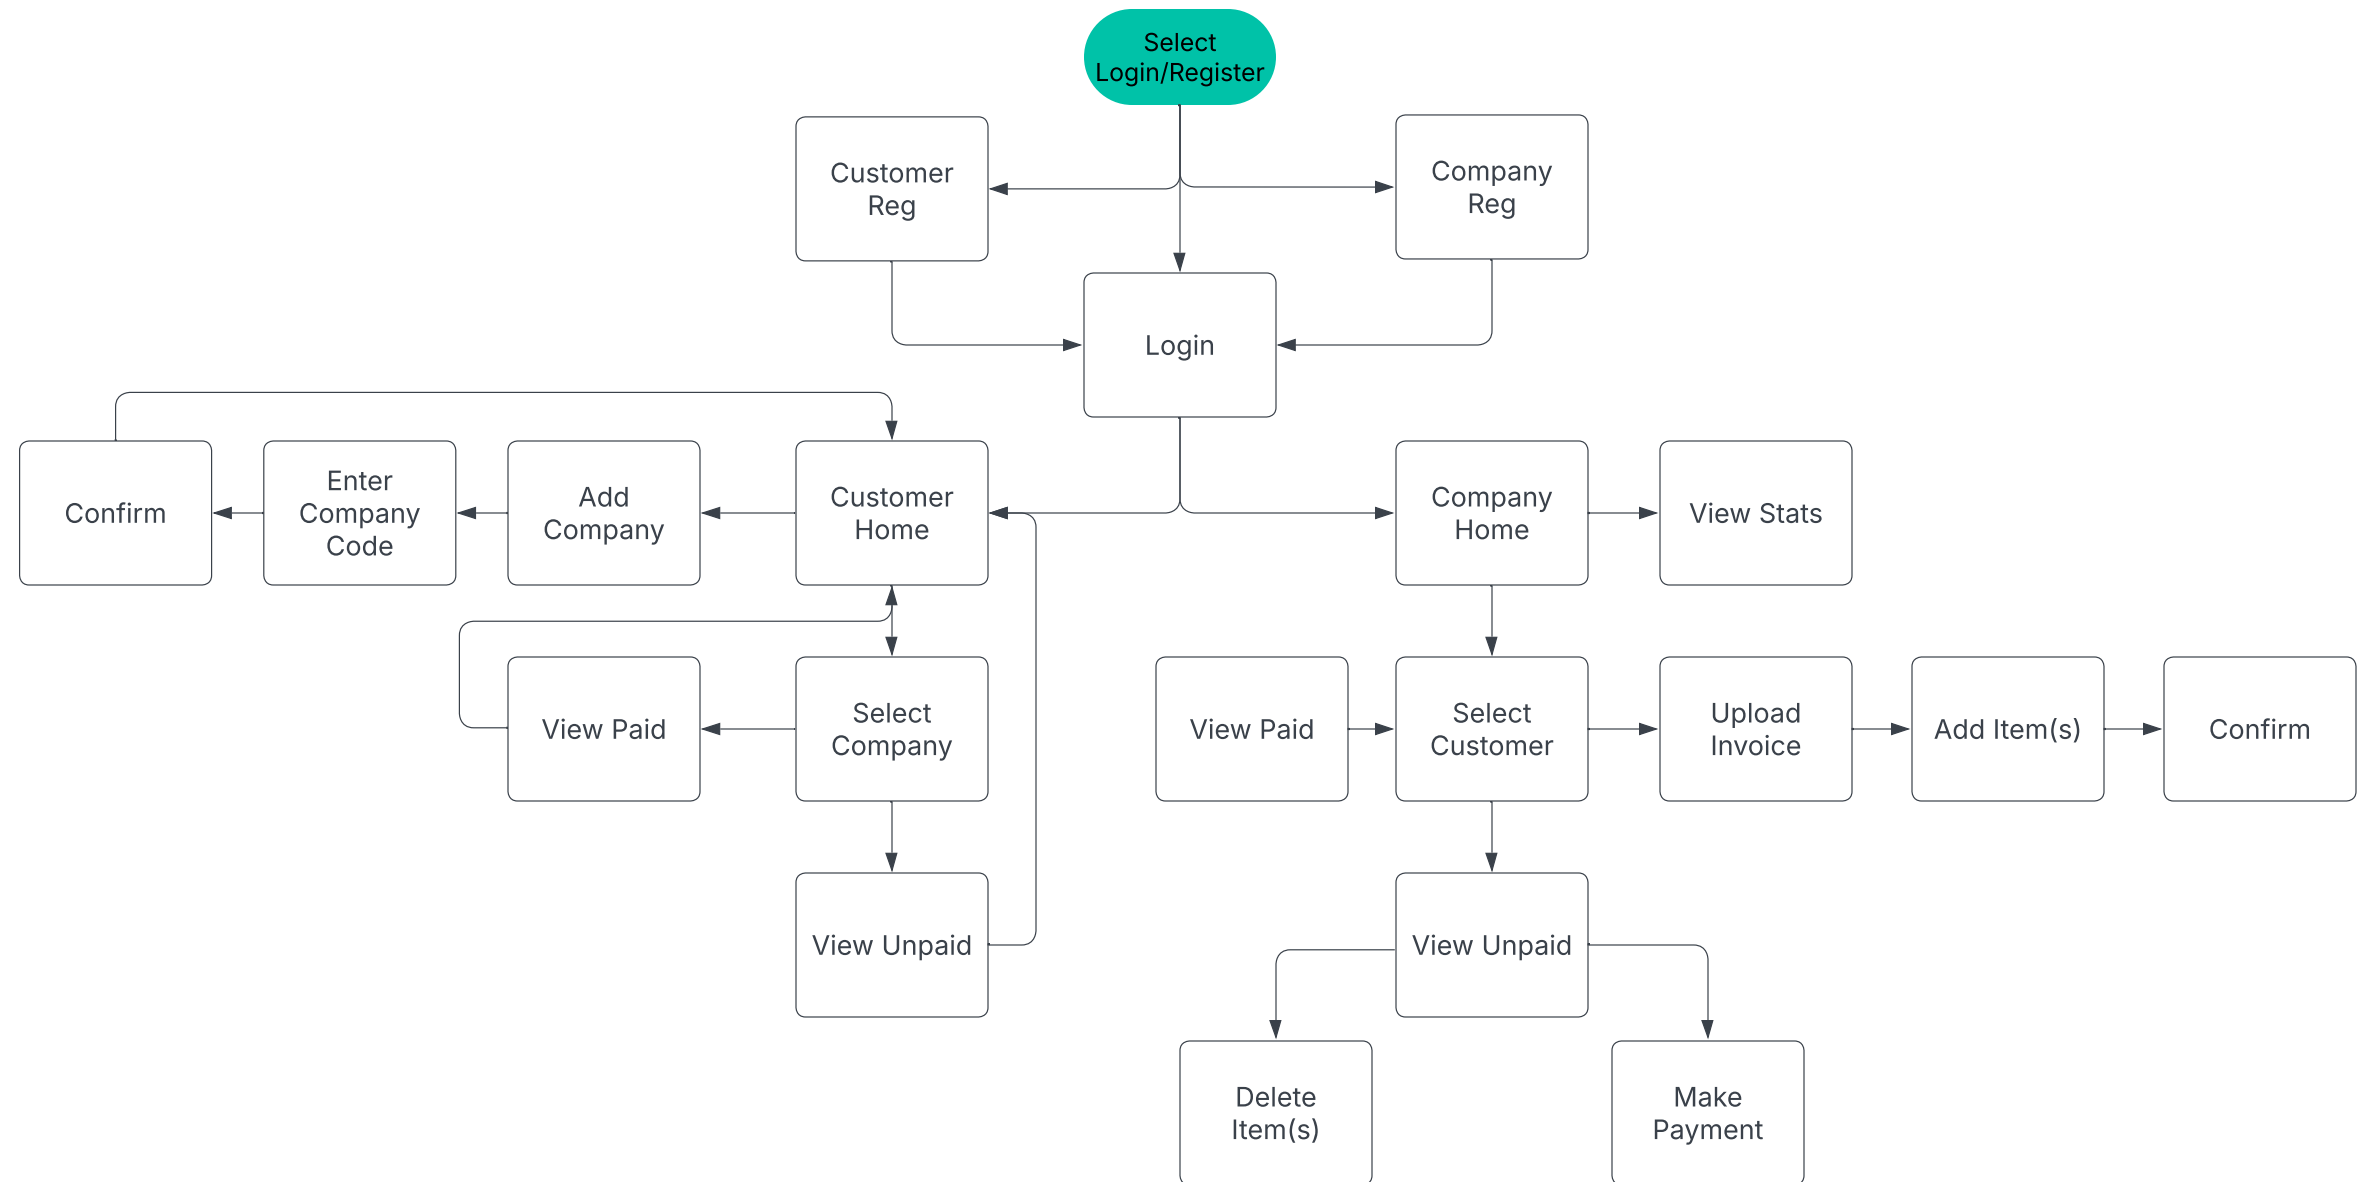 Select
Login/Register
Customer
Reg
Company
Reg
Login
Confirm
Enter
Company
Code
Add
Company
Customer
Home
Company
Home
View Stats
View Paid
Select
Company
View Paid
Select
Customer
Upload
Invoice
Add Item(s)
Confirm
View Unpaid
View Unpaid
Delete
Item(s)
Make
Payment